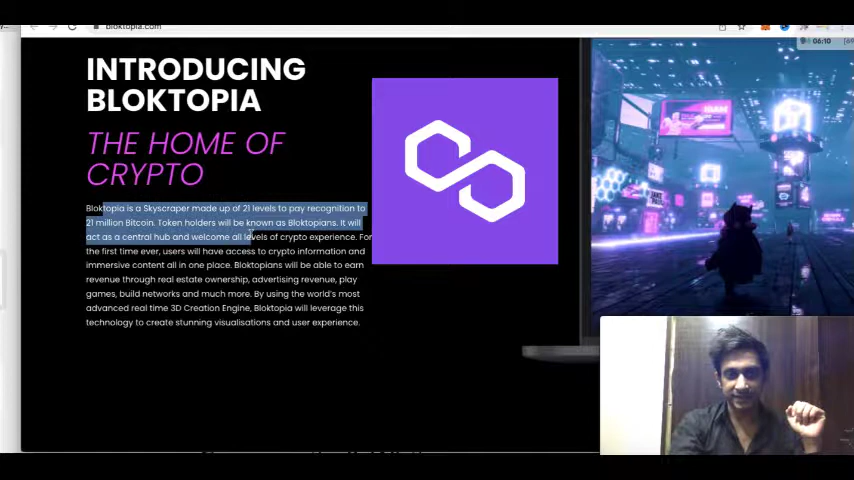 bloktopia.com
06:10
INTRODUCING
BLOKTOPIA
THE HOME OF
CRYPTO
Bloktopia is a Skyscraper made up of 21 levels to pay recognition to
21 million Bitcoin. Token holders will be known as Bloktopians. It will
act as a central hub and welcome all levels of crypto experience. For
the first time ever, users will have access to crypto information and
immersive content all in one place. Bloktopians will be able to earn
revenue through real estate ownership, advertising revenue, play
games, build networks and much more. By using the world's most
advanced real time 3D Creation Engine, Bloktopia will leverage this
technology to create stunning visualisations and user experience.